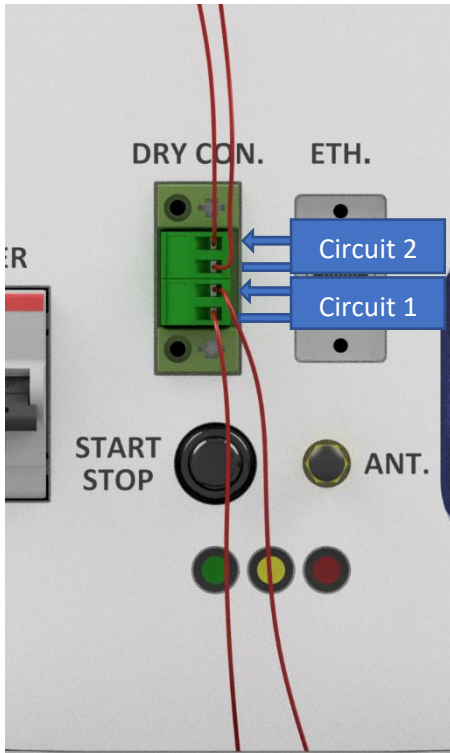 DRY CON.
ETH.
ER
Circuit 2
Circuit 1
START
STOP
ANT.